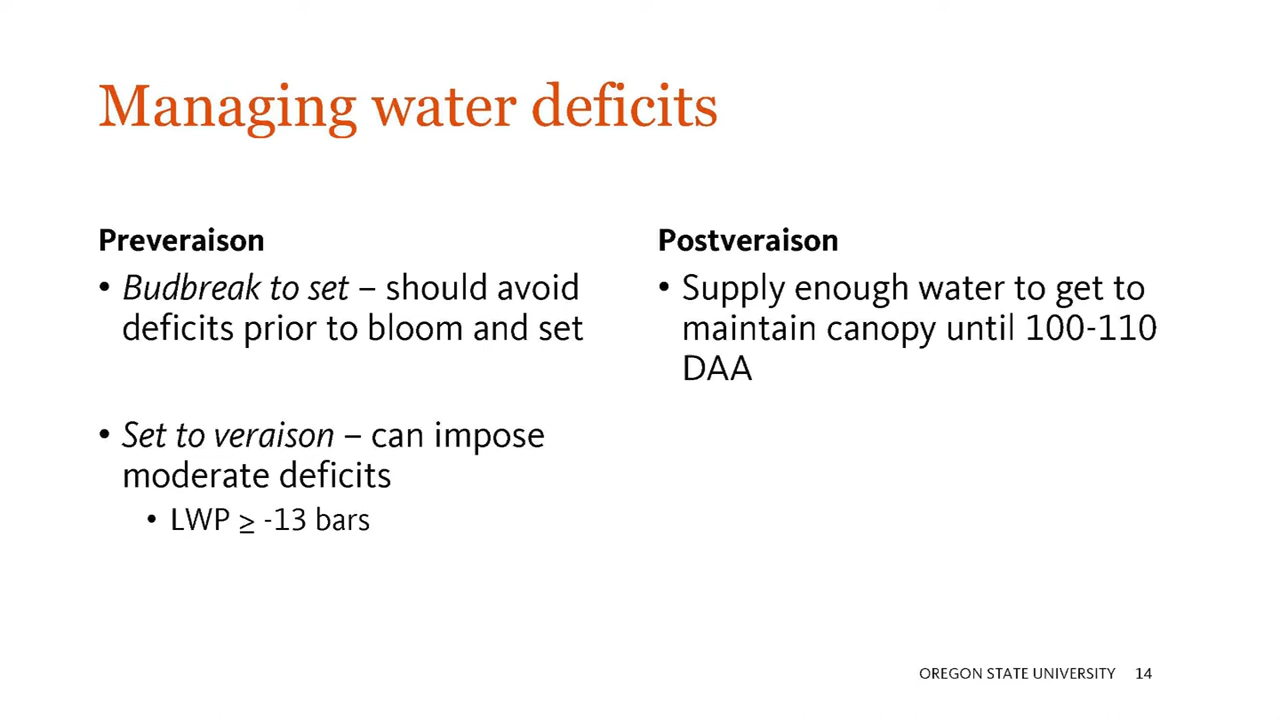 Managing water deficits
Preveraison
• Budbreak to set – should avoid
deficits prior to bloom and set
• Set to veraison – can impose
moderate deficits
• LWP ≥ -13 bars
Postveraison
• Supply enough water to get to
maintain canopy until 100-110
DAA
OREGON STATE UNIVERSITY 14